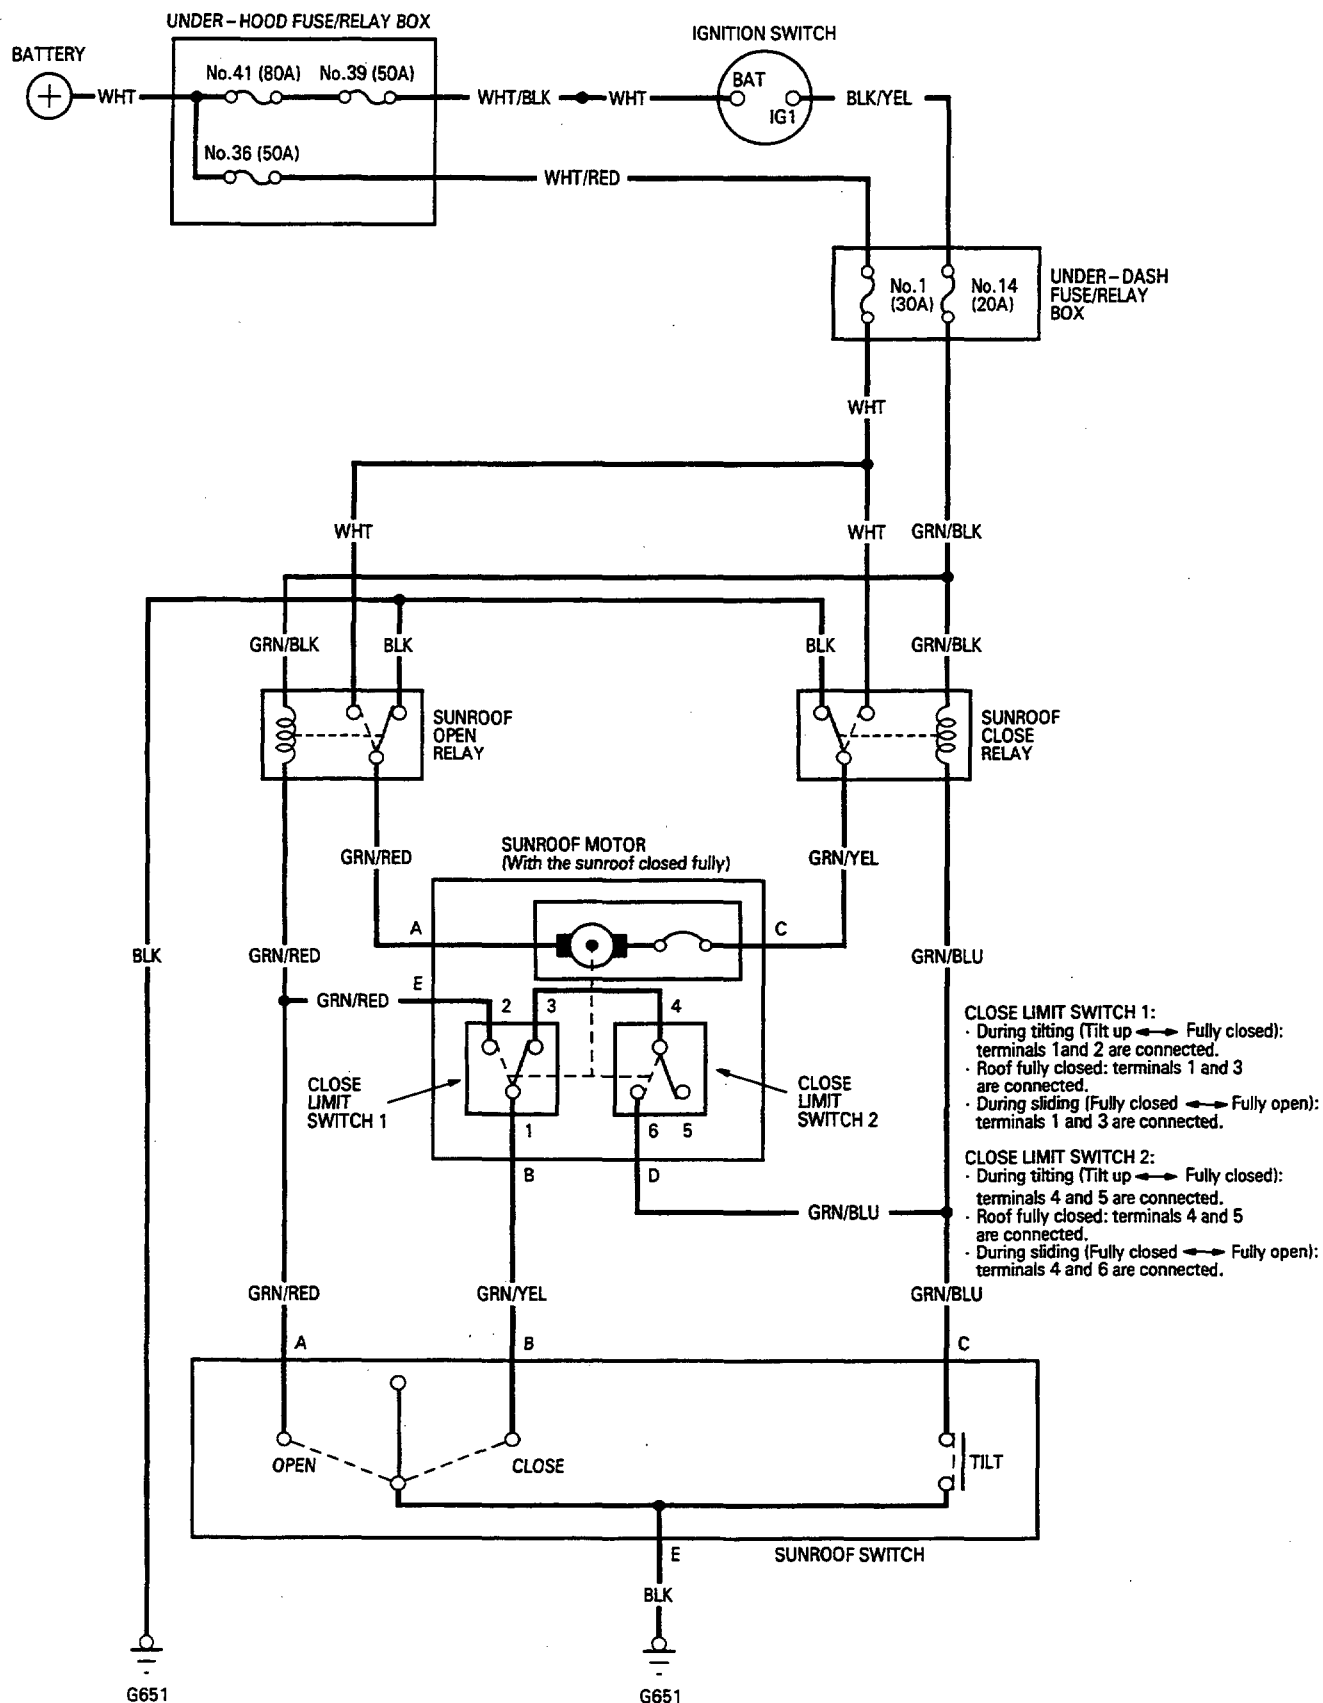 UNDER-HOOD FUSE/RELAY BOX
BATTERY
No.41 (80A)
No.39 (50A)
IGNITION SWITCH
BAT
IG1
WHT
WHT/BLK
WHT
BLK/YEL
No.36 (50A)
WHT/RED
No.1
(30A)
No.14
(20A)
UNDER-DASH
FUSE/RELAY
BOX
WHT
WHT
WHT
GRN/BLK
GRN/BLK
BLK
BLK
GRN/BLK
SUNROOF
OPEN
RELAY
SUNROOF
CLOSE
RELAY
SUNROOF MOTOR
(With the sunroof closed fully)
GRN/RED
GRN/YEL
A
C
BLK
GRN/RED
GRN/BLU
E
GRN/RED
2
3
4
CLOSE
LIMIT
SWITCH 1
CLOSE
LIMIT
SWITCH 2
1
6
5
B
D
GRN/BLU
CLOSE LIMIT SWITCH 1:
· During tilting (Tilt up ↔ Fully closed):
terminals 1and 2 are connected.
· Roof fully closed: terminals 1 and 3
are connected.
· During sliding (Fully closed ↔ Fully open):
terminals 1 and 3 are connected.
CLOSE LIMIT SWITCH 2:
· During tilting (Tilt up ↔ Fully closed):
terminals 4 and 5 are connected.
· Roof fully closed: terminals 4 and 5
are connected.
· During sliding (Fully closed ↔ Fully open):
terminals 4 and 6 are connected.
GRN/RED
GRN/YEL
GRN/BLU
A
B
C
OPEN
CLOSE
TILT
E
SUNROOF SWITCH
BLK
G651
G651